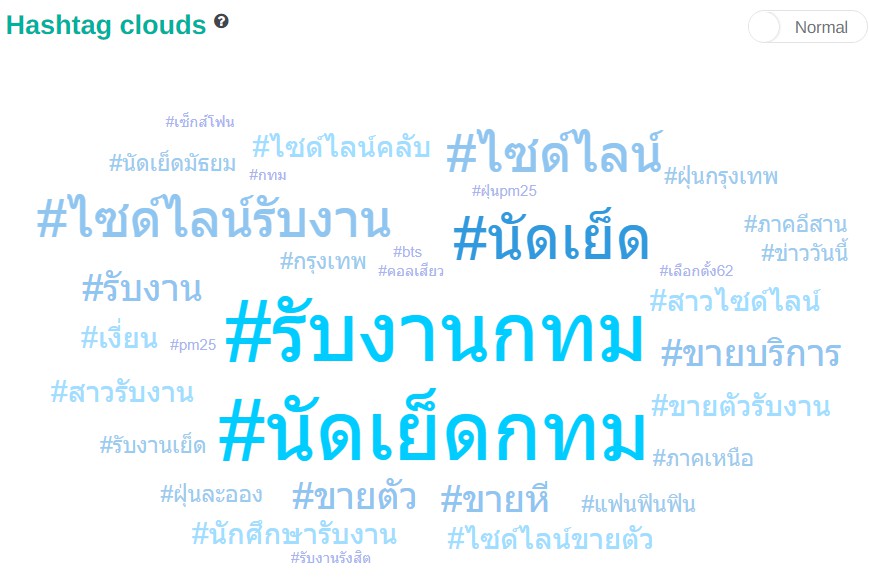 Hashtag clouds
Normal
#เซ็กส์โฟน
#ไซด์ไลน์คลับ
#ไซด์ไลน์
#นัดเย็ดมัธยม
#กทม
#ฝุ่นกรุงเทพ
#ฝุ่นpm25
#ไซด์ไลน์รับงาน
#นัดเย็ด
#ภาคอีสาน
#bts
#ข่าววันนี้
#กรุงเทพ
#คอลเสียว
#เลือกตั้ง62
#รับงาน
#สาวไซด์ไลน์
#รับงานกทม
#เงี่ยน
#pm25
#ขายบริการ
#สาวรับงาน
#ขายตัวรับงาน
#นัดเย็ดกทม
#รับงานเย็ด
#ภาคเหนือ
#ฝุ่นละออง
#ขายตัว
#ขายหี
#แฟนฟินฟิน
#นักศึกษารับงาน
#ไซด์ไลน์ขายตัว
#รับงานรังสิต